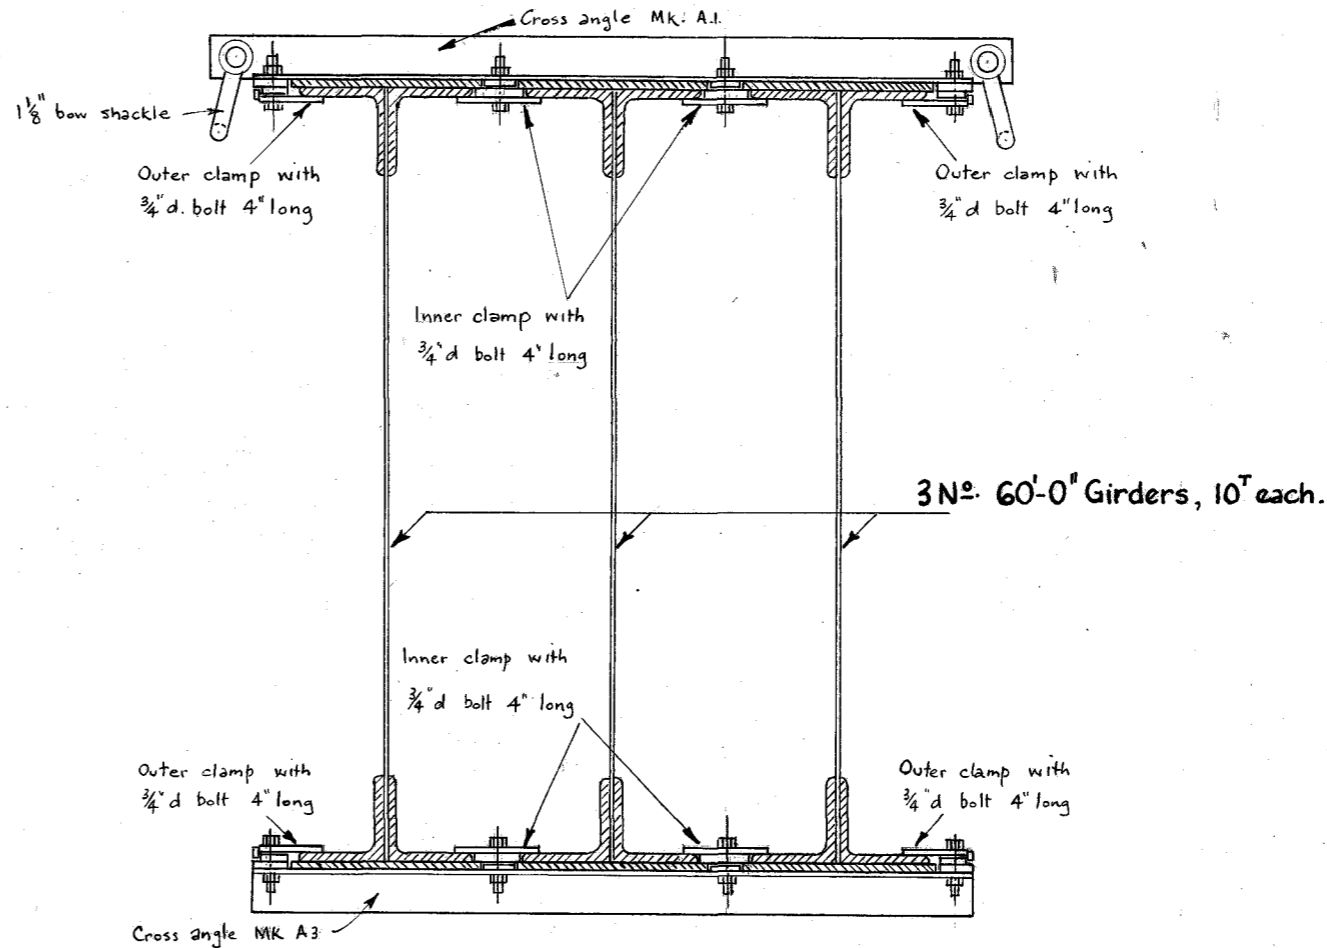 Cross angle Mk. A.1.
1 1/8" bow shackle
Outer clamp with
3/4" d. bolt 4" long
Outer clamp with
3/4" d bolt 4" long
Inner clamp with
3/4" d bolt 4" long
3 Nº. 60'-0" Girders, 10ᵀ each.
Inner clamp with
3/4" d bolt 4" long
Outer clamp with
3/4" d bolt 4" long
Outer clamp with
3/4" d bolt 4" long
Cross angle MK A3